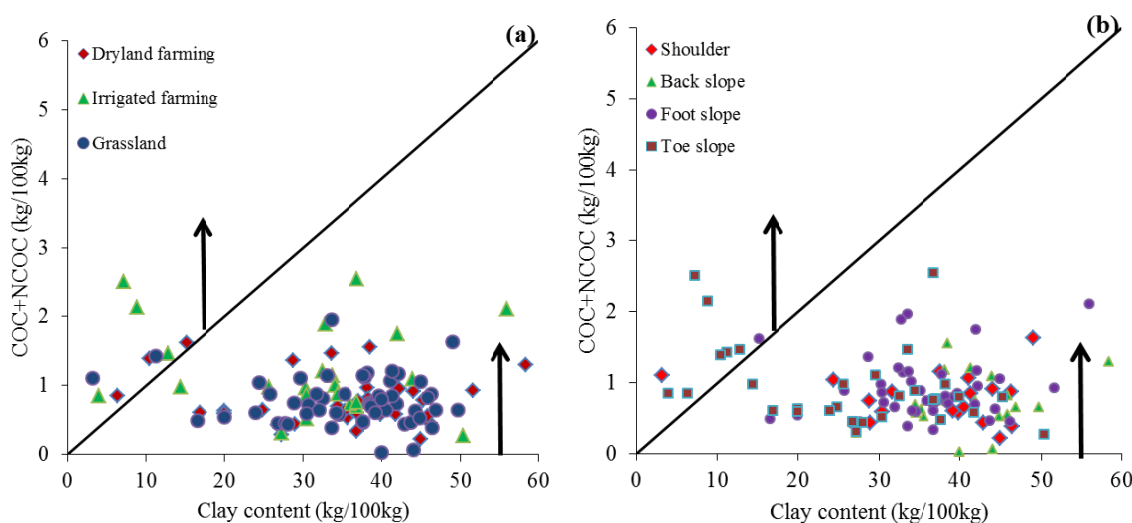 (a)
6
5
4
3
2
1
0
COC+NCOC (kg/100kg)
Dryland farming
Irrigated farming
Grassland
0 10 20 30 40 50 60
Clay content (kg/100kg)
(b)
6
5
4
3
2
1
0
COC+NCOC (kg/100kg)
Shoulder
Back slope
Foot slope
Toe slope
0 10 20 30 40 50 60
Clay content (kg/100kg)